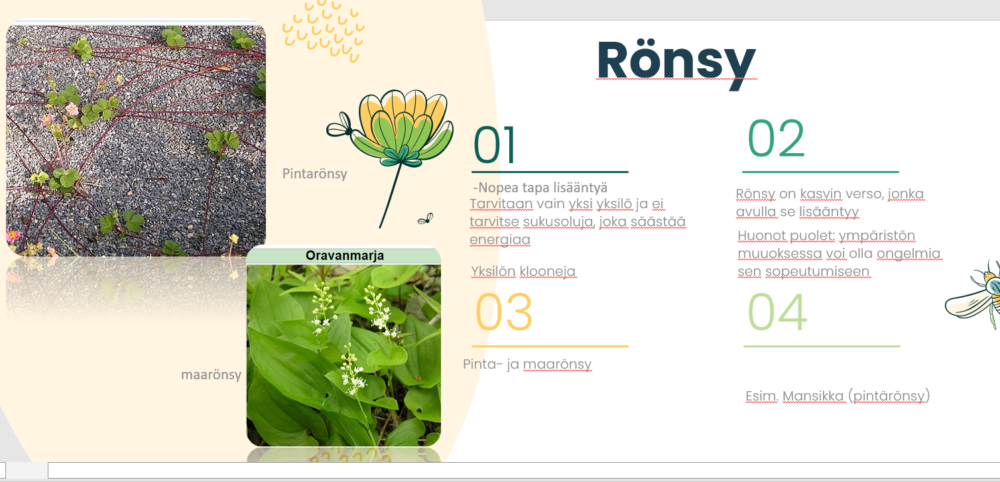 Rönsy
01
-Nopea tapa lisääntyä
Tarvitaan vain yksi yksilö ja ei
tarvitse sukusoluja, joka säästää
energiaa
Yksilön klooneja
02
Rönsy on kasvin verso, jonka
avulla se lisääntyy
Huonot puolet: ympäristön
muuoksessa voi olla ongelmia
sen sopeutumiseen
03
Pinta- ja maarönsy
04
Esim. Mansikka (pintärönsy)
Pintarönsy
Oravanmarja
maarönsy